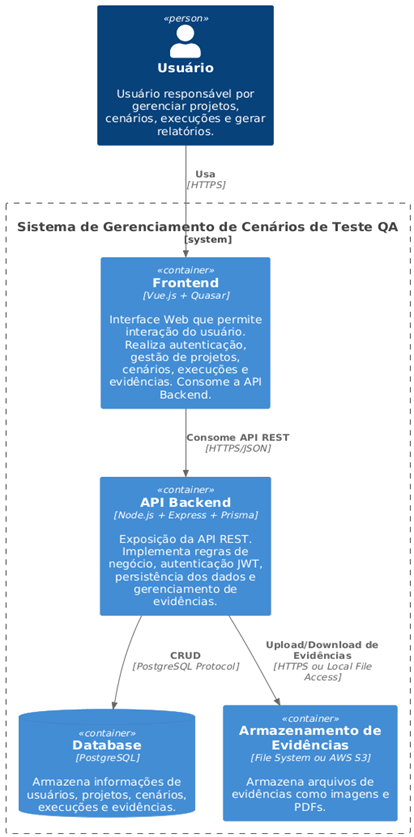 «person»
Usuário
Usuário responsável por
gerenciar projetos,
cenários, execuções e gerar
relatórios.
Usa
[HTTPS]
Sistema de Gerenciamento de Cenários de Teste QA
[system]
«container»
Frontend
[Vue.js + Quasar]
Interface Web que permite
interação do usuário.
Realiza autenticação,
gestão de projetos,
cenários, execuções e
evidências. Consome a API
Backend.
Consome API REST
[HTTPS/JSON]
«container»
API Backend
[Node.js + Express + Prisma]
Exposição da API REST.
Implementa regras de
negócio, autenticação JWT,
persistência dos dados e
gerenciamento de
evidências.
CRUD
[PostgreSQL Protocol]
Upload/Download de
Evidências
[HTTPS ou Local File
Access]
«container»
Database
[PostgreSQL]
Armazena informações de
usuários, projetos, cenários,
execuções e evidências.
«container»
Armazenamento de
Evidências
[File System ou AWS S3]
Armazena arquivos de
evidências como imagens e
PDFs.